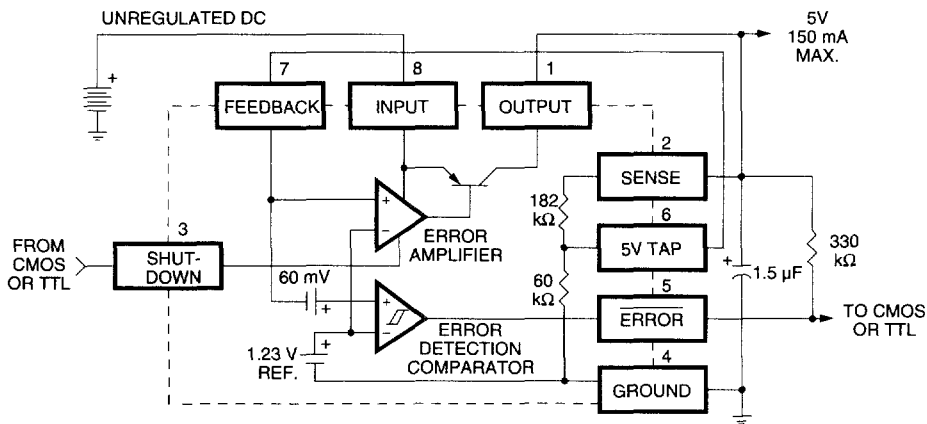 UNREGULATED DC
5V
150 mA
MAX.
7
8
1
FEEDBACK
INPUT
OUTPUT
2
SENSE
182
kΩ
6
5V TAP
330
kΩ
3
FROM
CMOS
OR TTL
SHUT-
DOWN
+
−
ERROR
AMPLIFIER
60 mV
+
60
kΩ
+
1.5 µF
5
ERROR
TO CMOS
OR TTL
+
−
ERROR
DETECTION
COMPARATOR
1.23 V
REF.
+
4
GROUND
+